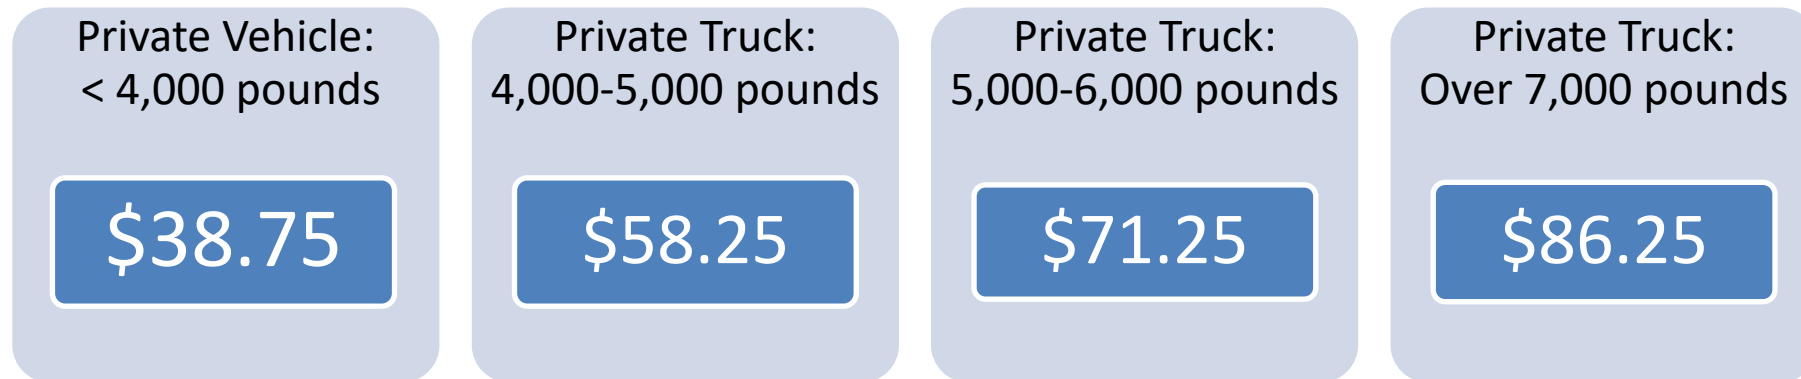 Private Vehicle:
< 4,000 pounds
$38.75
Private Truck:
4,000-5,000 pounds
$58.25
Private Truck:
5,000-6,000 pounds
$71.25
Private Truck:
Over 7,000 pounds
$86.25